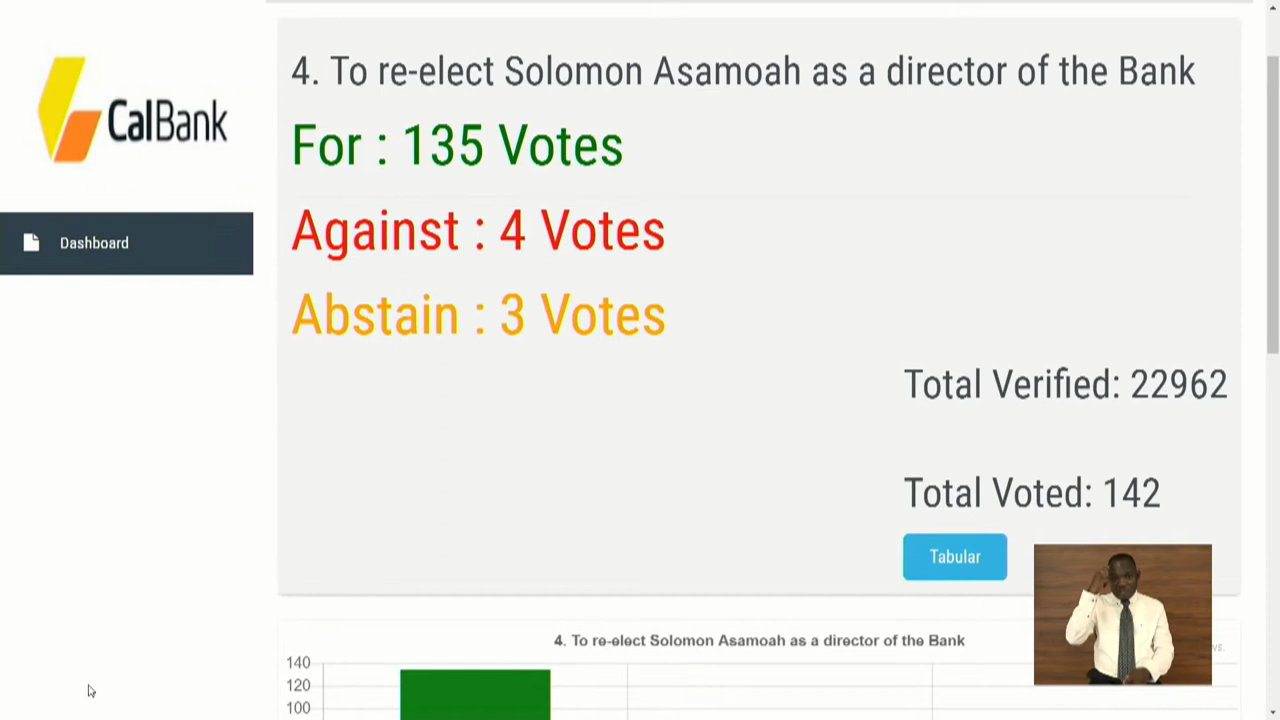 CalBank
Dashboard
4. To re-elect Solomon Asamoah as a director of the Bank
For : 135 Votes
Against : 4 Votes
Abstain : 3 Votes
Total Verified: 22962
Total Voted: 142
Tabular
4. To re-elect Solomon Asamoah as a director of the Bank
140
120
100